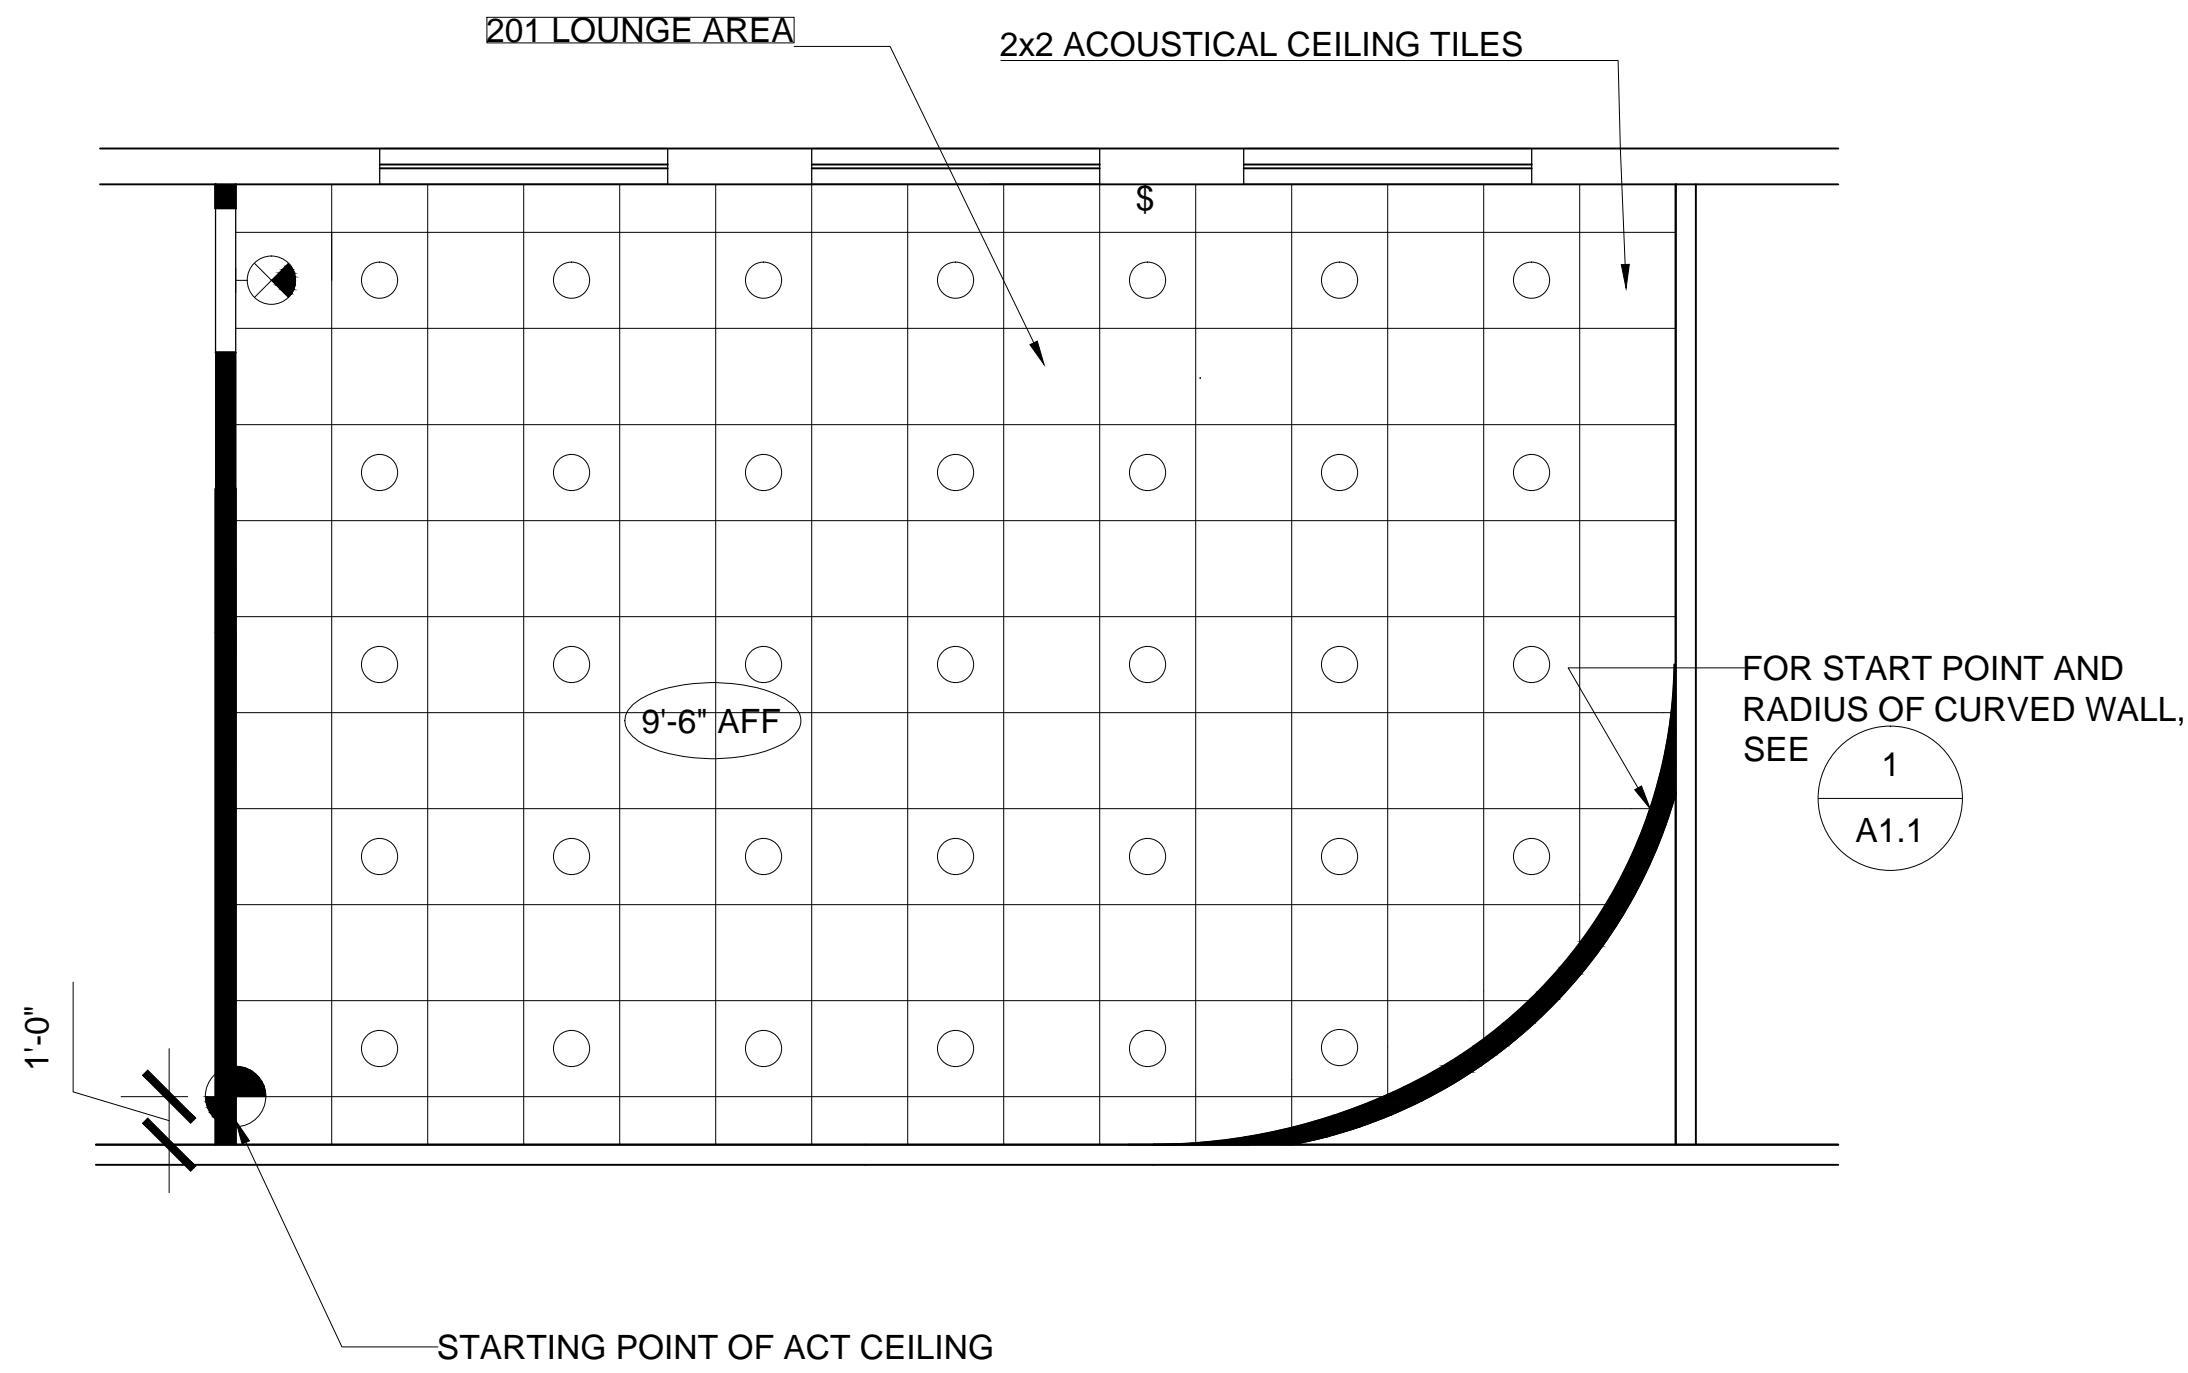 201 LOUNGE AREA
2x2 ACOUSTICAL CEILING TILES
$
FOR START POINT AND
RADIUS OF CURVED WALL,
SEE
1
A1.1
9'-6" AFF
1'-0"
STARTING POINT OF ACT CEILING